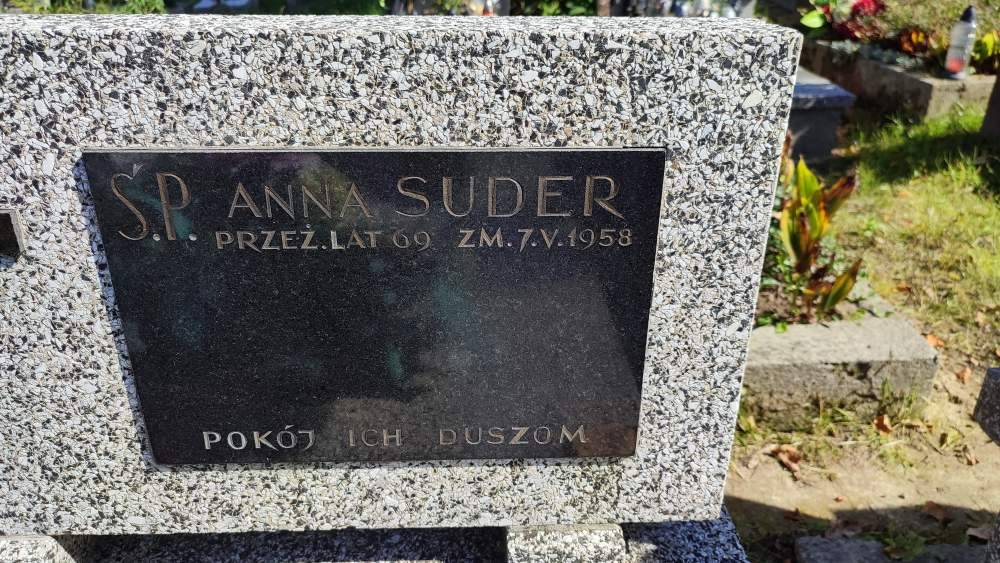 Ś.P. ANNA SUDER
PRZEŻ.LAT 69 ZM.7.V.1958
POKÓJ ICH DUSZOM